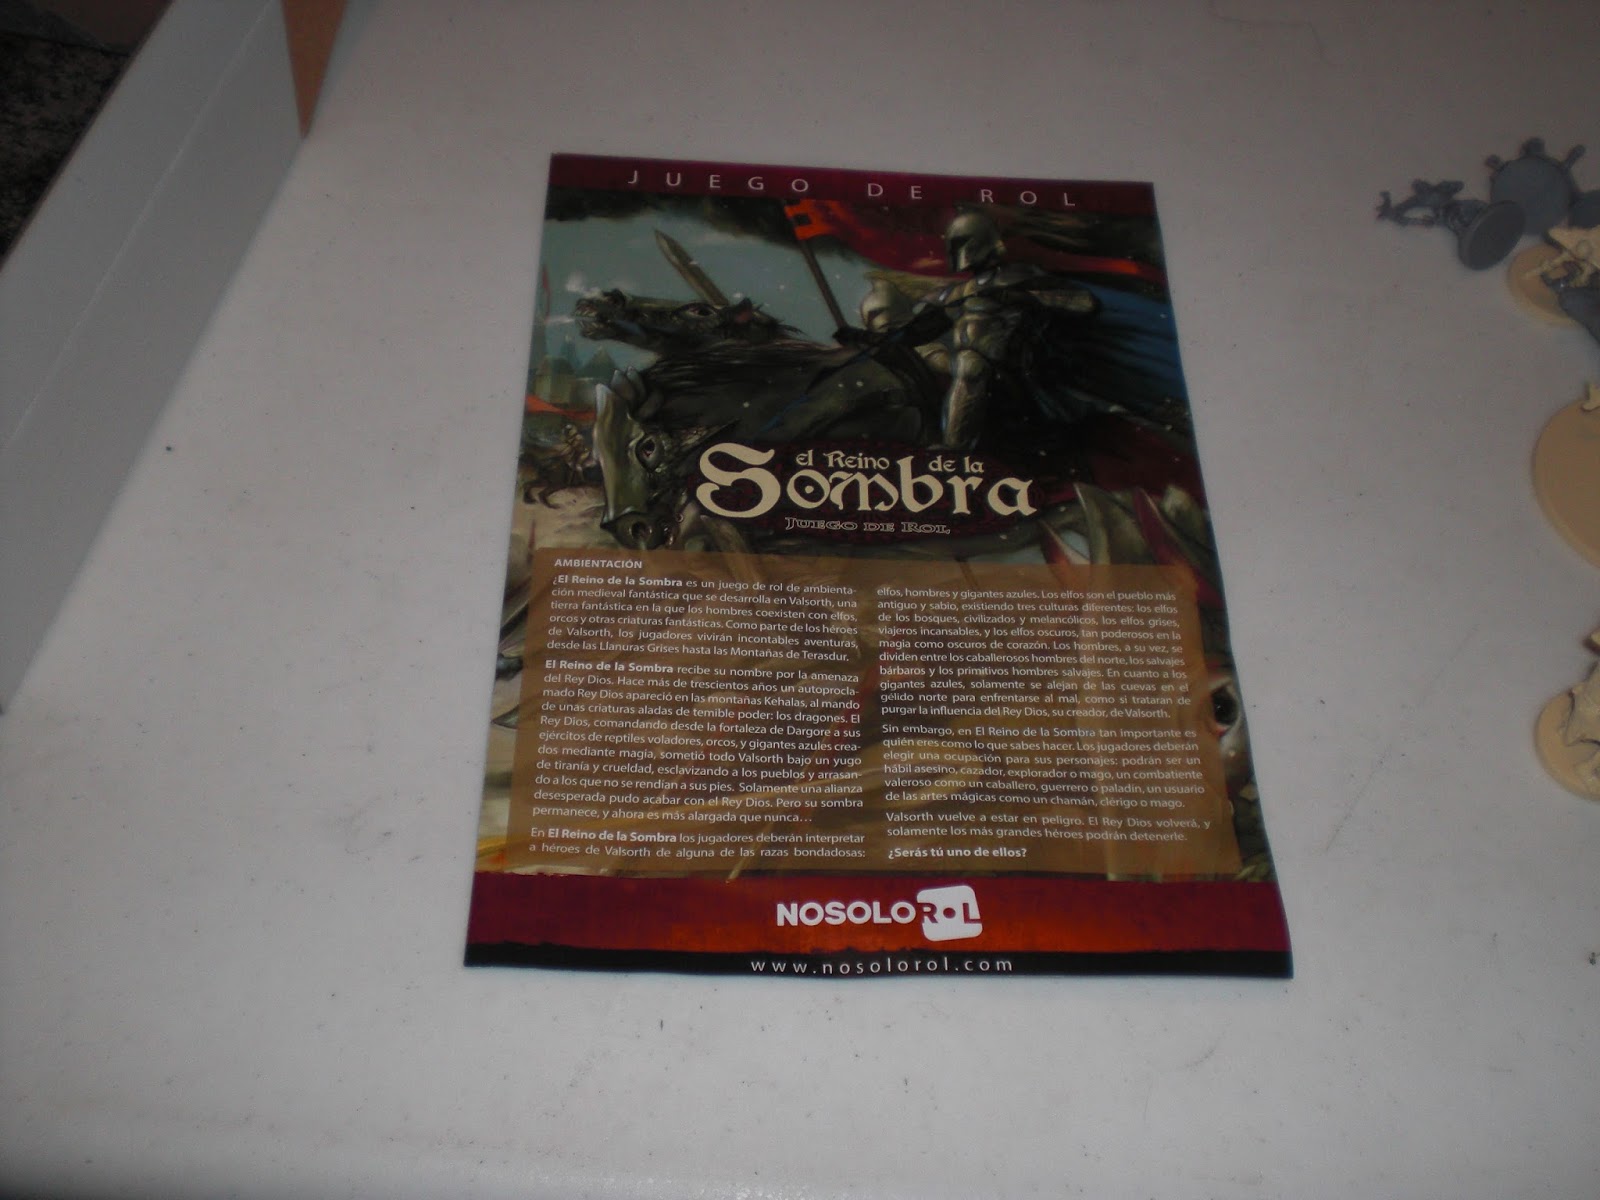 JUEGO DE ROL
el Reino de la
Sombra
JUEGO DE ROL
AMBIENTACIÓN
¿El Reino de la Sombra es un juego de rol de ambienta-
ción medieval fantástica que se desarrolla en Valsorth, una
tierra fantástica en la que los hombres coexisten con elfos,
orcos y otras criaturas fantásticas. Como parte de los héroes
de Valsorth, los jugadores vivirán incontables aventuras,
desde las Llanuras Grises hasta las Montañas de Terasdur.
El Reino de la Sombra recibe su nombre por la amenaza
del Rey Dios. Hace más de trescientos años un autoprocla-
mado Rey Dios apareció en las montañas Kehalas, al mando
de unas criaturas aladas de temible poder: los dragones. El
Rey Dios, comandando desde la fortaleza de Dargore a sus
ejércitos de reptiles voladores, orcos, y gigantes azules crea-
dos mediante magia, sometió todo Valsorth bajo un yugo
de tiranía y crueldad, esclavizando a los pueblos y arrasan-
do a los que no se rendían a sus pies. Solamente una alianza
desesperada pudo acabar con el Rey Dios. Pero su sombra
permanece, y ahora es más alargada que nunca...
En El Reino de la Sombra los jugadores deberán interpretar
a héroes de Valsorth de alguna de las razas bondadosas:
elfos, hombres y gigantes azules. Los elfos son el pueblo más
antiguo y sabio, existiendo tres culturas diferentes: los elfos
de los bosques, civilizados y melancólicos, los elfos grises,
viajeros incansables, y los elfos oscuros, tan poderosos en la
magia como oscuros de corazón. Los hombres, a su vez, se
dividen entre los caballerosos hombres del norte, los salvajes
bárbaros y los primitivos hombres salvajes. En cuanto a los
gigantes azules, solamente se alejan de las cuevas en el
gélido norte para enfrentarse al mal, como si trataran de
purgar la influencia del Rey Dios, su creador, de Valsorth.
Sin embargo, en El Reino de la Sombra tan importante es
quién eres como lo que sabes hacer. Los jugadores deberán
elegir una ocupación para sus personajes: podrán ser un
hábil asesino, cazador, explorador o mago, un combatiente
valeroso como un caballero, guerrero o paladín, un usuario
de las artes mágicas como un chamán, clérigo o mago.
Valsorth vuelve a estar en peligro. El Rey Dios volverá, y
solamente los más grandes héroes podrán detenerle.
¿Serás tú uno de ellos?
NOSOLOROL
www.nosolorol.com